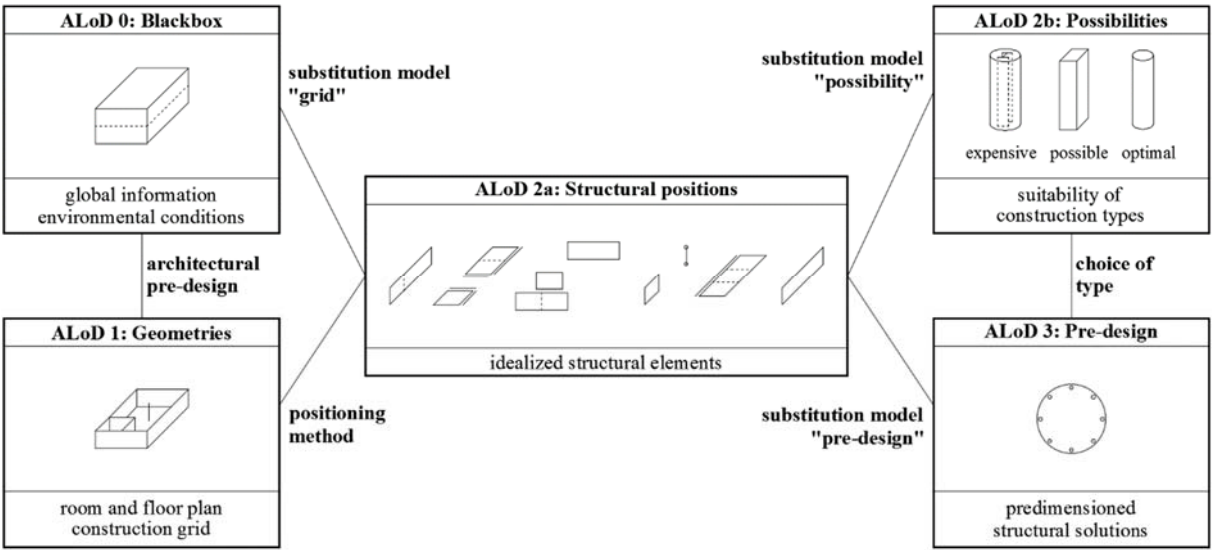 ALoD 0: Blackbox
global information
environmental conditions
architectural
pre-design
ALoD 1: Geometries
room and floor plan
construction grid
substitution model
"grid"
positioning
method
ALoD 2a: Structural positions
idealized structural elements
substitution model
"possibility"
substitution model
"pre-design"
ALoD 2b: Possibilities
expensive possible optimal
suitability of
construction types
choice of
type
ALoD 3: Pre-design
predimensioned
structural solutions